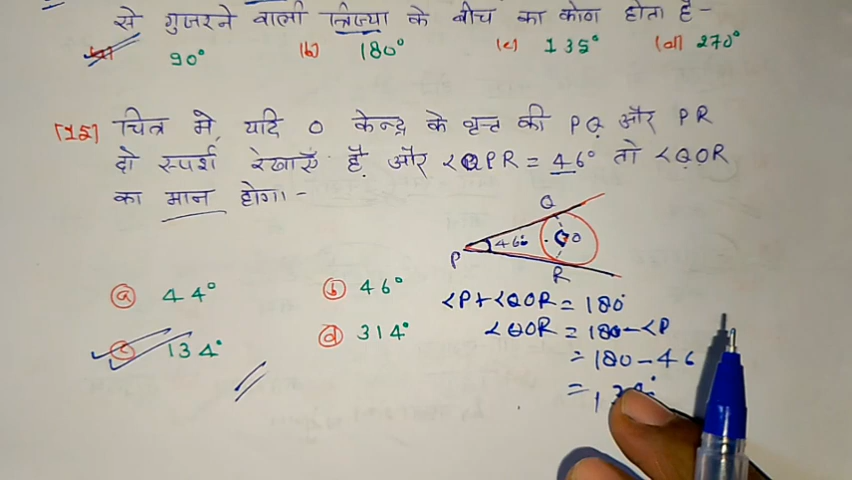 से गुजरने वाली त्रिज्या के बीच का कोण होता है -
(a) 90° (b) 180° (c) 135° (d) 270°
[15] चित्र में, यदि O केन्द्र के वृत्त की PQ और PR
दो स्पर्श रेखाएँ है और <QPR = 46° तो <QOR
का मान होगा। -
Q
P 46° O
R
(a) 44° (b) 46°
<P+<QOR = 180°
(c) 134° (d) 314°
<QOR = 180-<P
= 180-46
= 134°